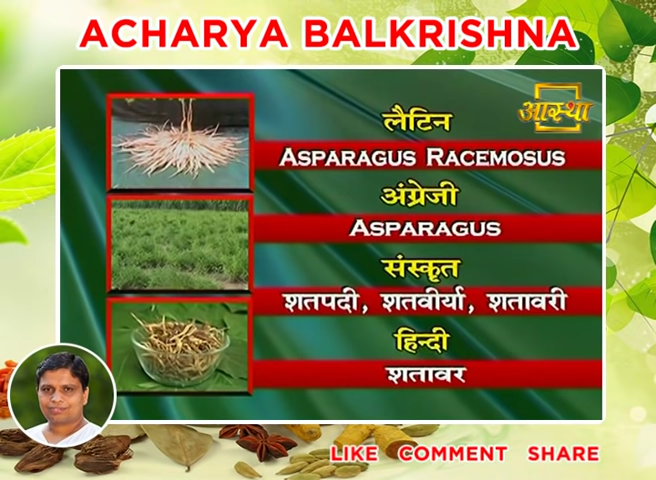 ACHARYA BALKRISHNA
आस्था
लैटिन
ASPARAGUS RACEMOSUS
अंग्रेजी
ASPARAGUS
संस्कृत
शतपदी, शतवीर्या, शतावरी
हिन्दी
शतावर
LIKE COMMENT SHARE